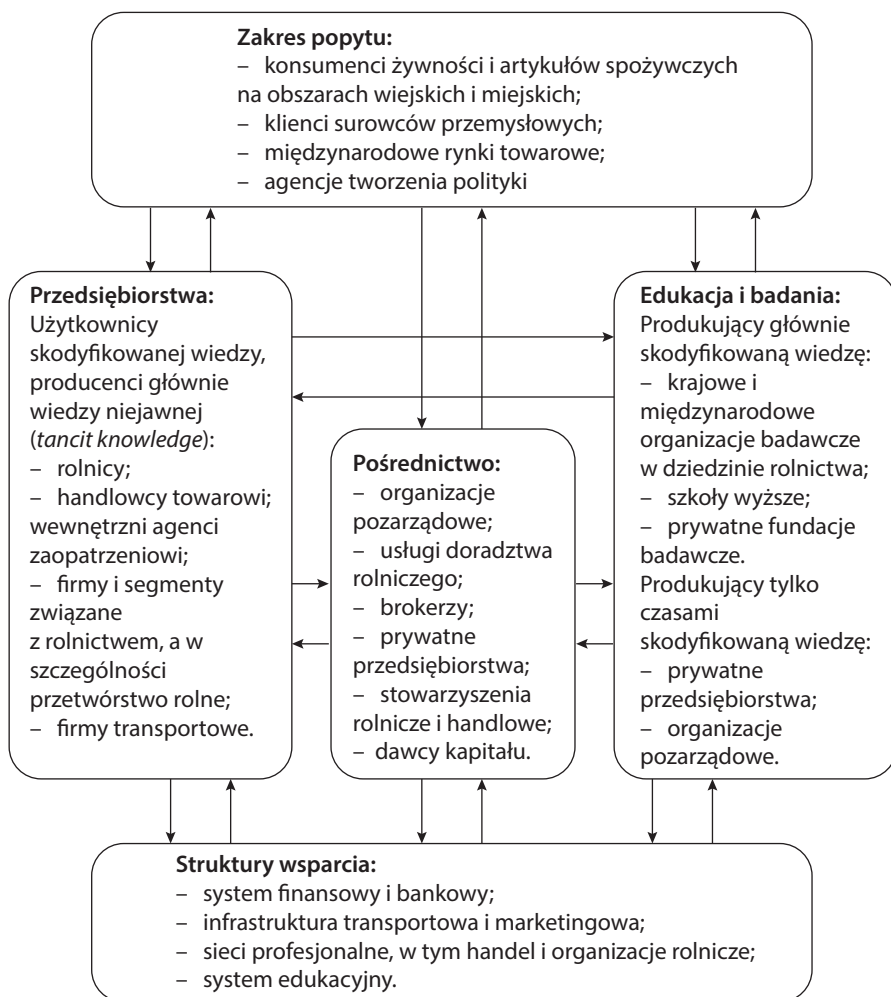 Zakres popytu:
– konsumenci żywności i artykułów spożywczych
na obszarach wiejskich i miejskich;
– klienci surowców przemysłowych;
– międzynarodowe rynki towarowe;
– agencje tworzenia polityki
Przedsiębiorstwa:
Użytkownicy
skodyfikowanej wiedzy,
producenci głównie
wiedzy niejawnej
(tancit knowledge):
– rolnicy;
– handlowcy towarowi;
wewnętrzni agenci
zaopatrzeniowi;
– firmy i segmenty
związane
z rolnictwem, a w
szczególności
przetwórstwo rolne;
– firmy transportowe.
Pośrednictwo:
– organizacje
pozarządowe;
– usługi doradztwa
rolniczego;
– brokerzy;
– prywatne
przedsiębiorstwa;
– stowarzyszenia
rolnicze i handlowe;
– dawcy kapitału.
Edukacja i badania:
Produkujący głównie
skodyfikowaną wiedzę:
– krajowe i
międzynarodowe
organizacje badawcze
w dziedzinie rolnictwa;
– szkoły wyższe;
– prywatne fundacje
badawcze.
Produkujący tylko
czasami
skodyfikowaną wiedzę:
– prywatne
przedsiębiorstwa;
– organizacje
pozarządowe.
Struktury wsparcia:
– system finansowy i bankowy;
– infrastruktura transportowa i marketingowa;
– sieci profesjonalne, w tym handel i organizacje rolnicze;
– system edukacyjny.